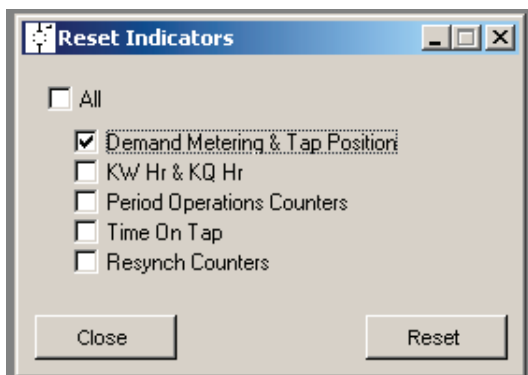 Reset Indicators
All
Demand Metering & Tap Position
KW Hr & KQ Hr
Period Operations Counters
Time On Tap
Resynch Counters
Close Reset